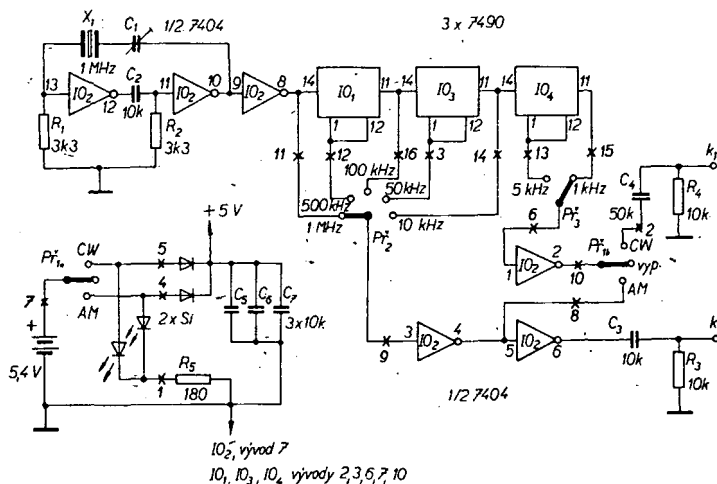 X₁
C₁
1/2 7404
3 x 7490
1 MHz
13
IO₂
12
C₂
10k
11
IO₂
10
9
IO₂
8
14
IO₁
11
14
IO₃
11
14
IO₄
11
1
12
1
12
1
12
R₁
3k3
R₂
3k3
11
12
16
3
14
13
15
100 kHz
50 kHz
500 kHz
1 MHz
10 kHz
Př₂
5 kHz
1 kHz
Př₃
6
1
IO₂
2
10
C₄
50k
2
R₄
10k
k₁
Př₁b
CW
vyp.
AM
8
+ 5 V
Př₁a
CW
AM
5
4
2 x Si
7
+
5,4 V
C₅
C₆
C₇
3x10k
1
R₅
180
9
3
IO₂
4
5
IO₂
6
C₃
10k
R₃
10k
k
1/2 7404
IO₂, vývod 7
IO₁, IO₃, IO₄ vývody 2,3,6,7,10